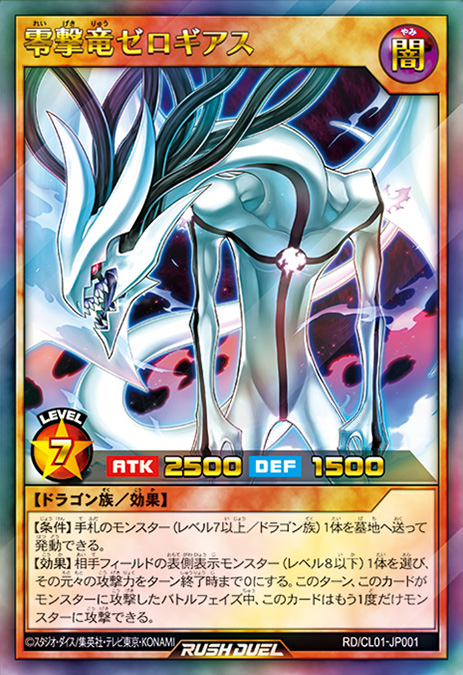 れい げき りゅう
零撃竜ゼロギアス
やみ
闇
LEVEL
7
ATK 2500 DEF 1500
【ドラゴン族/効果】
【条件】手札のモンスター(レベル7以上/ドラゴン族)1体を墓地へ送って
発動できる。
【効果】相手フィールドの表側表示モンスター(レベル8以下)1体を選び、
その元々の攻撃力をターン終了時まで0にする。このターン、このカードが
モンスターに攻撃したバトルフェイズ中、このカードはもう1度だけモン
スターに攻撃できる。
©スタジオ・ダイス/集英社・テレビ東京・KONAMI
RUSH DUEL
RD/CL01-JP001